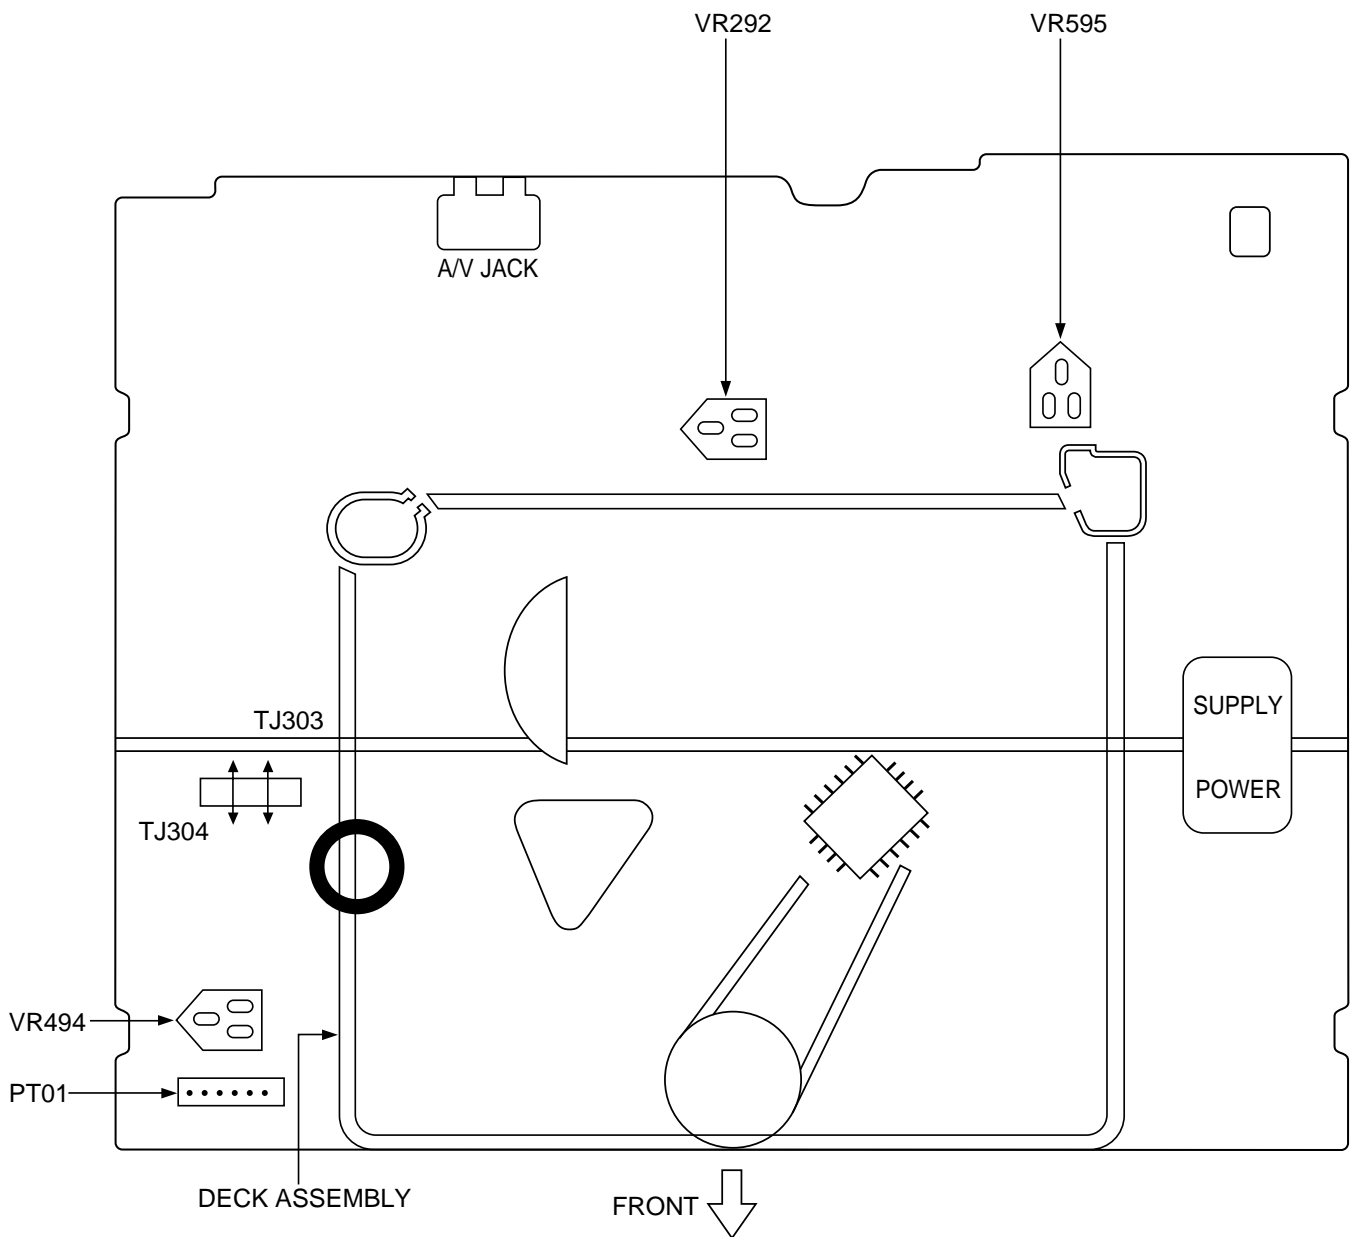 VR292
VR595
A/V JACK
SUPPLY
TJ303
POWER
TJ304
VR494
PT01
DECK ASSEMBLY
FRONT